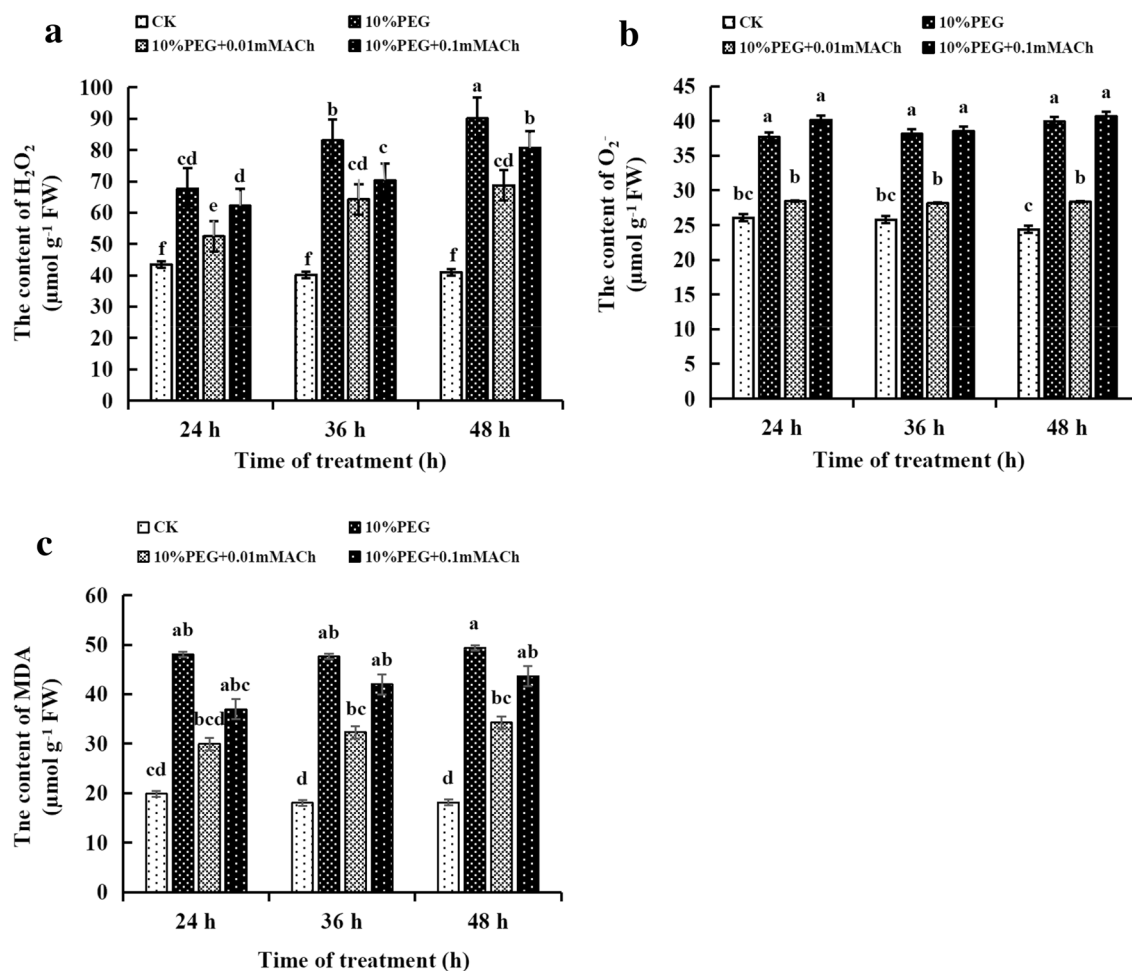 a
CK
10%PEG
10%PEG+0.01mMACh
10%PEG+0.1mMACh
The content of H₂O₂
(μmol g⁻¹ FW)
100
90
80
70
60
50
40
30
20
10
0
f
cd
e
d
f
b
cd
c
f
a
cd
b
24 h
36 h
48 h
Time of treatment (h)
b
CK
10%PEG
10%PEG+0.01mMACh
10%PEG+0.1mMACh
The content of O₂⁻
(μmol g⁻¹ FW)
45
40
35
30
25
20
15
10
5
0
bc
a
b
a
bc
a
b
a
c
a
b
a
24 h
36 h
48 h
Time of treatment (h)
c
CK
10%PEG
10%PEG+0.01mMACh
10%PEG+0.1mMACh
Tne content of MDA
(μmol g⁻¹ FW)
60
50
40
30
20
10
0
cd
ab
bcd
abc
d
ab
bc
ab
d
a
bc
ab
24 h
36 h
48 h
Time of treatment (h)